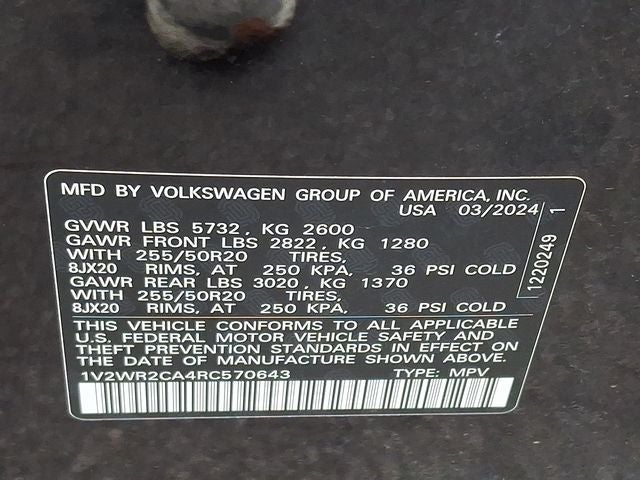 MFD BY VOLKSWAGEN GROUP OF AMERICA, INC.
USA 03/2024
GVWR LBS 5732, KG 2600
GAWR FRONT LBS 2822, KG 1280
WITH 255/50R20 TIRES,
8JX20 RIMS, AT 250 KPA, 36 PSI COLD
GAWR REAR LBS 3020, KG 1370
WITH 255/50R20 TIRES,
8JX20 RIMS, AT 250 KPA, 36 PSI COLD
THIS VEHICLE CONFORMS TO ALL APPLICABLE
U.S. FEDERAL MOTOR VEHICLE SAFETY AND
THEFT PREVENTION STANDARDS IN EFFECT ON
THE DATE OF MANUFACTURE SHOWN ABOVE.
1V2WR2CA4RC570643 TYPE: MPV
1220249 1